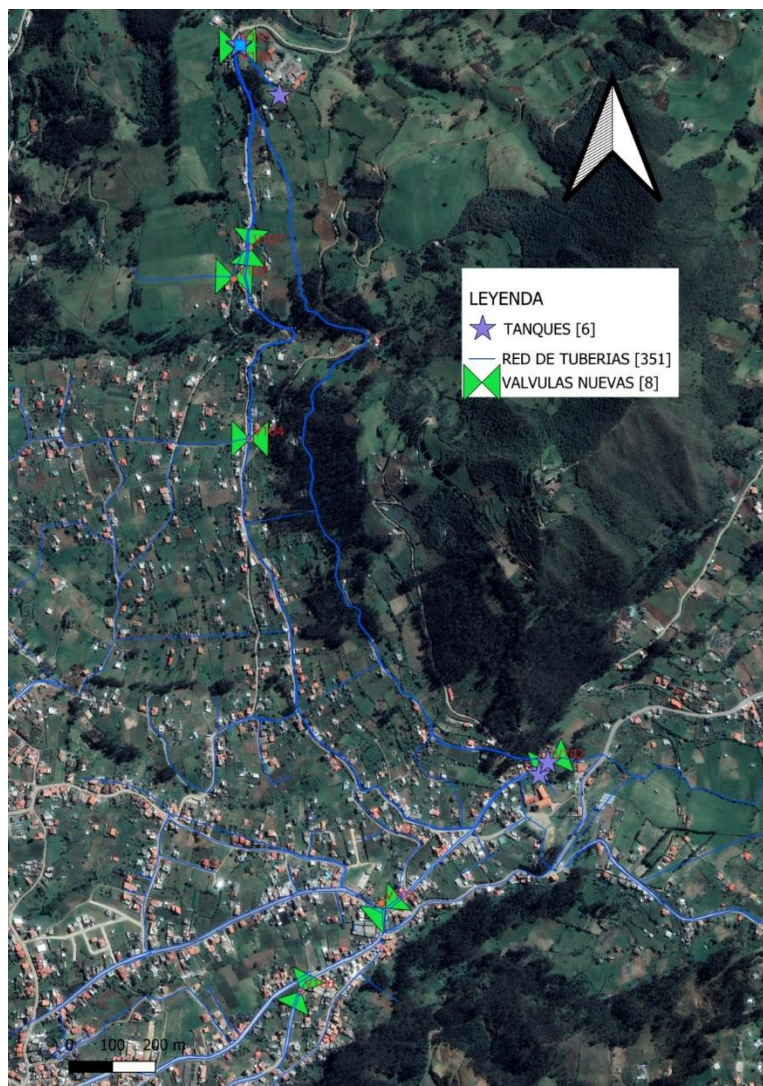 LEYENDA
TANQUES [6]
RED DE TUBERIAS [351]
VALVULAS NUEVAS [8]
0 100 200 m